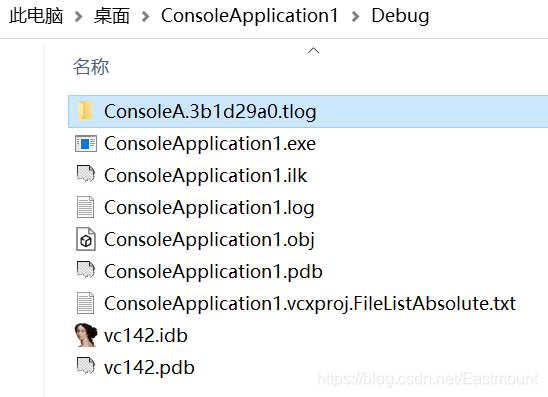 此电脑 > 桌面 > ConsoleApplication1 > Debug
名称
ConsoleA.3b1d29a0.tlog
ConsoleApplication1.exe
ConsoleApplication1.ilk
ConsoleApplication1.log
ConsoleApplication1.obj
ConsoleApplication1.pdb
ConsoleApplication1.vcxproj.FileListAbsolute.txt
vc142.idb
vc142.pdb
https://blog.csdn.net/Eastmount